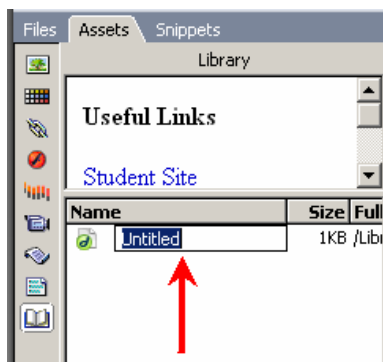 Files Assets Snippets
Library
Useful Links
Student Site
Name Size Full
Untitled 1KB /Libr